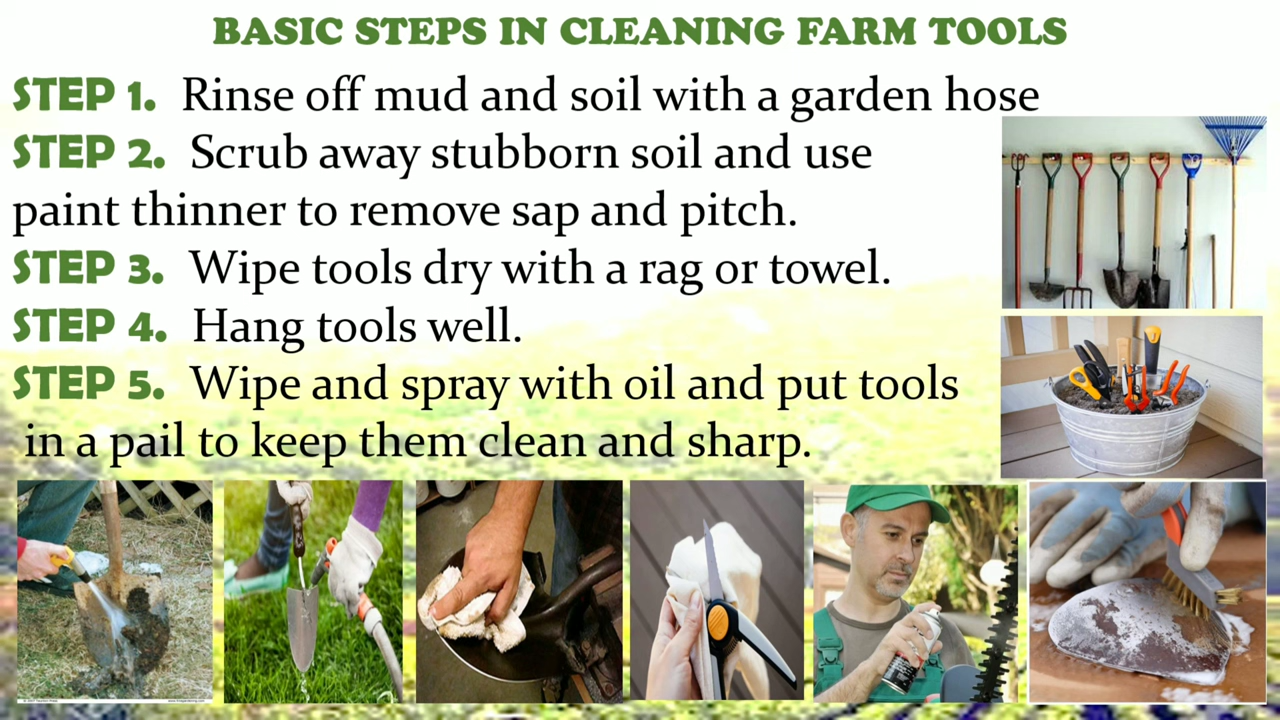 BASIC STEPS IN CLEANING FARM TOOLS
STEP 1. Rinse off mud and soil with a garden hose
STEP 2. Scrub away stubborn soil and use
paint thinner to remove sap and pitch.
STEP 3. Wipe tools dry with a rag or towel.
STEP 4. Hang tools well.
STEP 5. Wipe and spray with oil and put tools
in a pail to keep them clean and sharp.